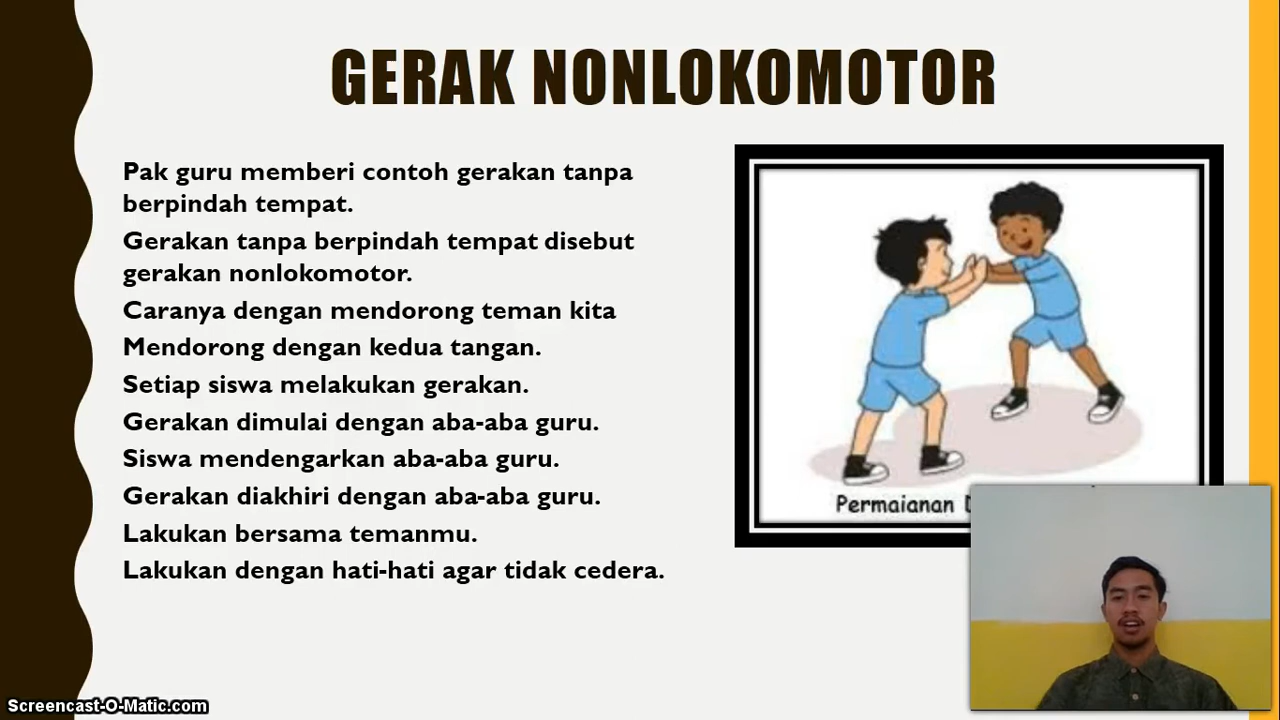 GERAK NONLOKOMOTOR
Pak guru memberi contoh gerakan tanpa
berpindah tempat.
Gerakan tanpa berpindah tempat disebut
gerakan nonlokomotor.
Caranya dengan mendorong teman kita
Mendorong dengan kedua tangan.
Setiap siswa melakukan gerakan.
Gerakan dimulai dengan aba-aba guru.
Siswa mendengarkan aba-aba guru.
Gerakan diakhiri dengan aba-aba guru.
Lakukan bersama temanmu.
Lakukan dengan hati-hati agar tidak cedera.
Permaianan
Screencast-O-Matic.com